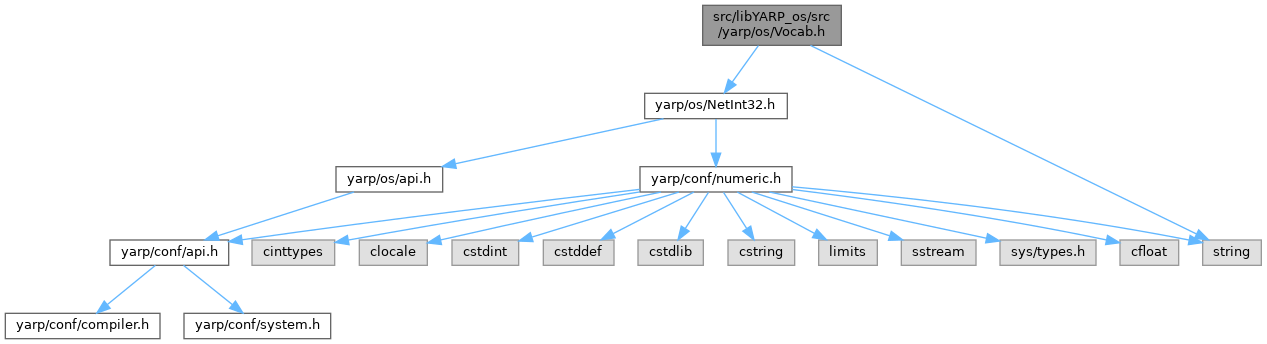 src/libYARP_os/src
/yarp/os/Vocab.h
yarp/os/NetInt32.h
yarp/os/api.h
yarp/conf/numeric.h
yarp/conf/api.h
cinttypes
clocale
cstdint
cstddef
cstdlib
cstring
limits
sstream
sys/types.h
cfloat
string
yarp/conf/compiler.h
yarp/conf/system.h